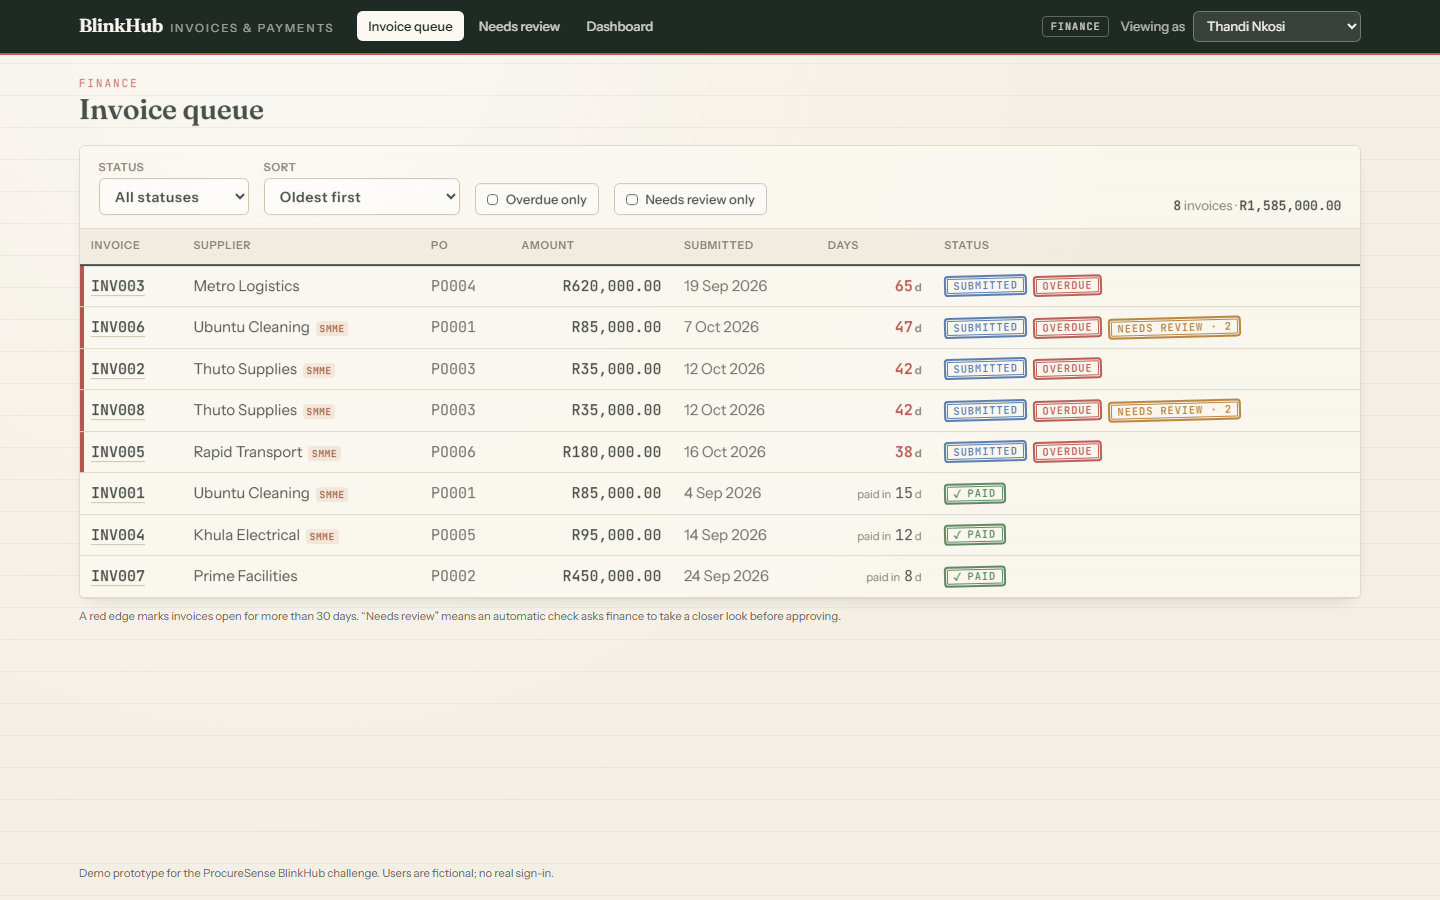 BlinkHub INVOICES & PAYMENTS Invoice queue Needs review Dashboard FINANCE Viewing as Thandi Nkosi
FINANCE
Invoice queue
STATUS SORT
All statuses Oldest first Overdue only Needs review only 8 invoices · R1,585,000.00
INVOICE SUPPLIER PO AMOUNT SUBMITTED DAYS STATUS
INV003 Metro Logistics PO004 R620,000.00 19 Sep 2026 65 d SUBMITTED OVERDUE
INV006 Ubuntu Cleaning SMME PO001 R85,000.00 7 Oct 2026 47 d SUBMITTED OVERDUE NEEDS REVIEW · 2
INV002 Thuto Supplies SMME PO003 R35,000.00 12 Oct 2026 42 d SUBMITTED OVERDUE
INV008 Thuto Supplies SMME PO003 R35,000.00 12 Oct 2026 42 d SUBMITTED OVERDUE NEEDS REVIEW · 2
INV005 Rapid Transport SMME PO006 R180,000.00 16 Oct 2026 38 d SUBMITTED OVERDUE
INV001 Ubuntu Cleaning SMME PO001 R85,000.00 4 Sep 2026 paid in 15 d ✓ PAID
INV004 Khula Electrical SMME PO005 R95,000.00 14 Sep 2026 paid in 12 d ✓ PAID
INV007 Prime Facilities PO002 R450,000.00 24 Sep 2026 paid in 8 d ✓ PAID
A red edge marks invoices open for more than 30 days. “Needs review” means an automatic check asks finance to take a closer look before approving.
Demo prototype for the ProcureSense BlinkHub challenge. Users are fictional; no real sign-in.